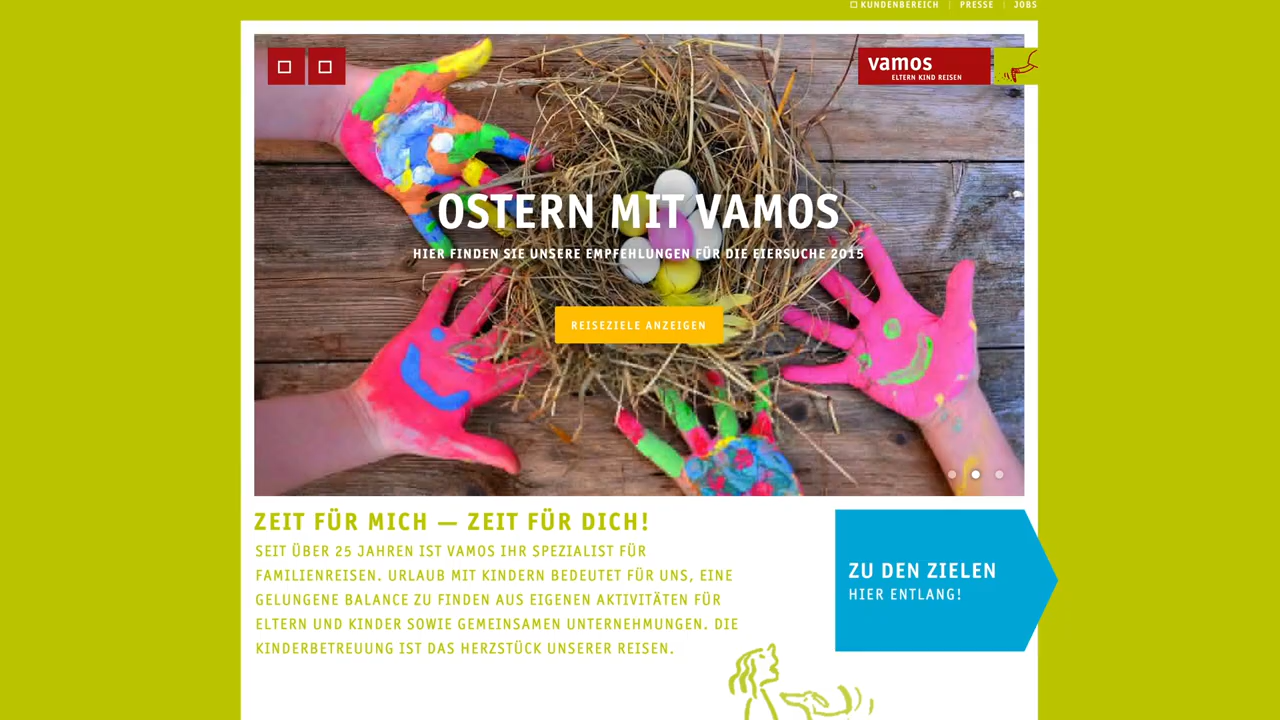 KUNDENBEREICH | PRESSE | JOBS
vamos
ELTERN KIND REISEN
OSTERN MIT VAMOS
HIER FINDEN SIE UNSERE EMPFEHLUNGEN FÜR DIE EIERSUCHE 2015
REISEZIELE ANZEIGEN
ZEIT FÜR MICH — ZEIT FÜR DICH!
SEIT ÜBER 25 JAHREN IST VAMOS IHR SPEZIALIST FÜR
FAMILIENREISEN. URLAUB MIT KINDERN BEDEUTET FÜR UNS, EINE
GELUNGENE BALANCE ZU FINDEN AUS EIGENEN AKTIVITÄTEN FÜR
ELTERN UND KINDER SOWIE GEMEINSAMEN UNTERNEHMUNGEN. DIE
KINDERBETREUUNG IST DAS HERZSTÜCK UNSERER REISEN.
ZU DEN ZIELEN
HIER ENTLANG!